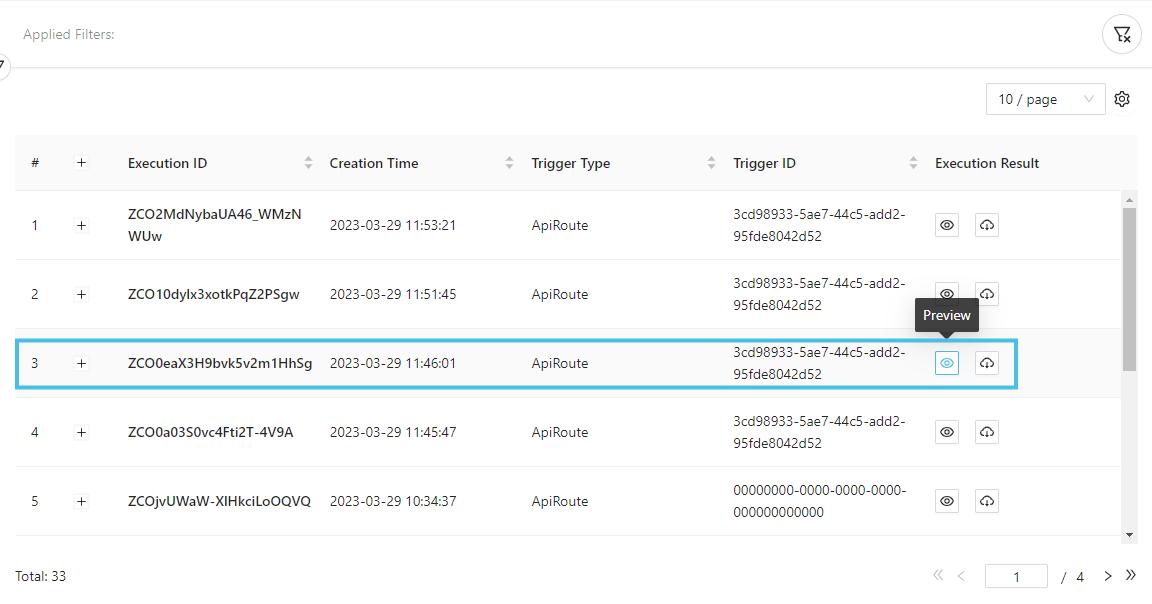 Applied Filters:
10 / page
# + Execution ID Creation Time Trigger Type Trigger ID Execution Result
1 + ZCO2MdNybaUA46_WMzN 2023-03-29 11:53:21 ApiRoute 3cd98933-5ae7-44c5-add2-
WUw 95fde8042d52
2 + ZCO10dylx3xotkPqZ2PSgw 2023-03-29 11:51:45 ApiRoute 3cd98933-5ae7-44c5-add2-
95fde8042d52
Preview
3 + ZCO0eaX3H9bvk5v2m1HhSg 2023-03-29 11:46:01 ApiRoute 3cd98933-5ae7-44c5-add2-
95fde8042d52
4 + ZCO0a03S0vc4Fti2T-4V9A 2023-03-29 11:45:47 ApiRoute 3cd98933-5ae7-44c5-add2-
95fde8042d52
5 + ZCOjvUWaW-XIHkciLoOQVQ 2023-03-29 10:34:37 ApiRoute 00000000-0000-0000-0000-
000000000000
Total: 33
1 / 4